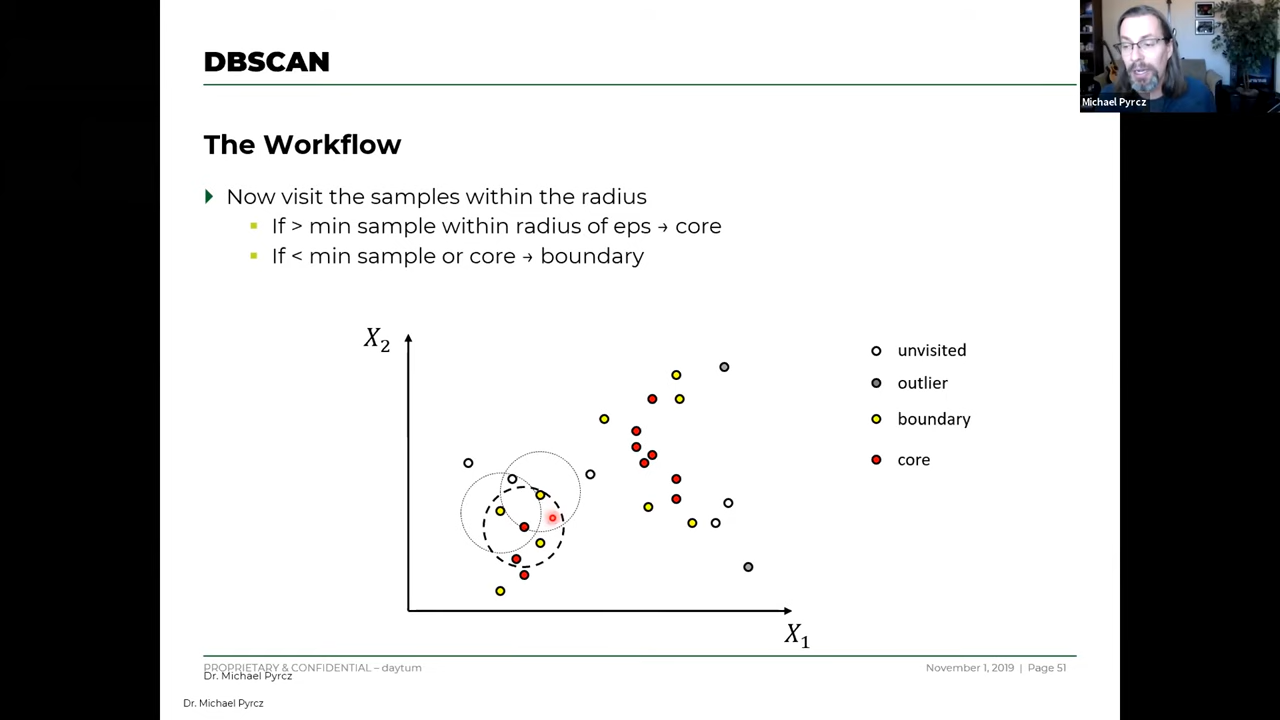 DBSCAN
Michael Pyrcz
The Workflow
Now visit the samples within the radius
If > min sample within radius of eps → core
If < min sample or core → boundary
X₂
unvisited
outlier
boundary
core
X₁
PROPRIETARY & CONFIDENTIAL – daytum
November 1, 2019 | Page 51
Dr. Michael Pyrcz
Dr. Michael Pyrcz